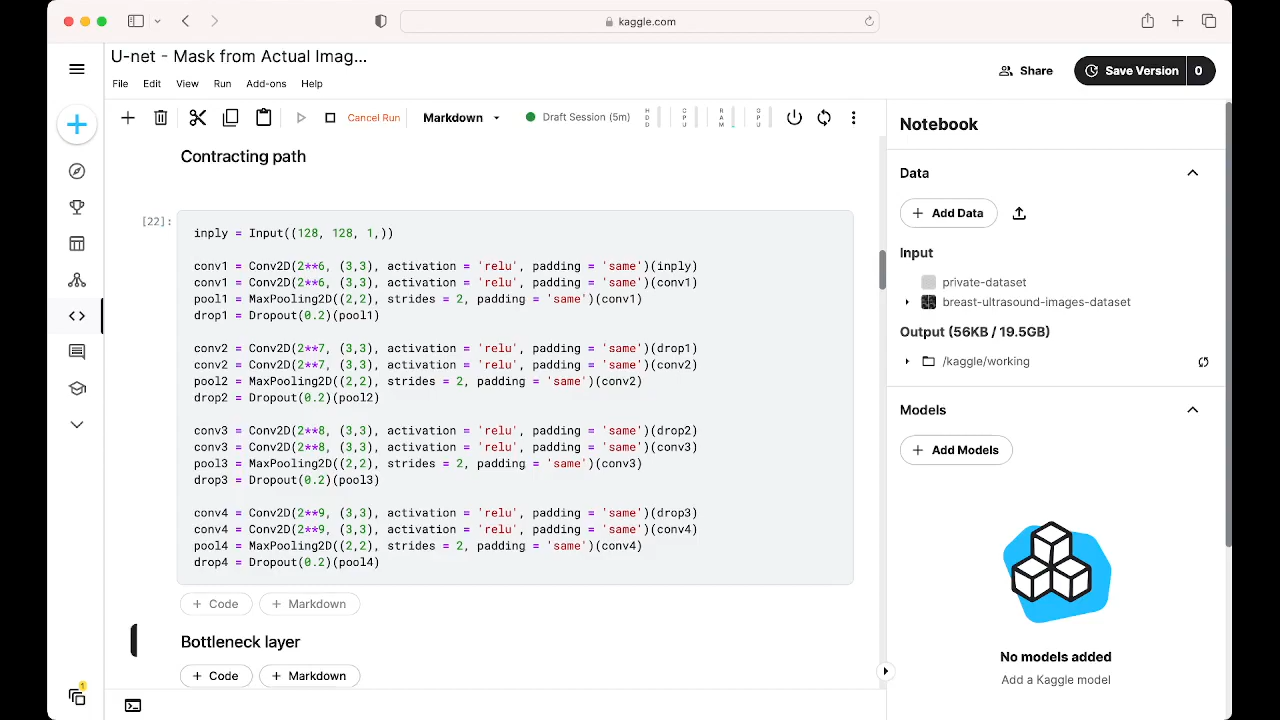 kaggle.com
U-net - Mask from Actual Imag...
File Edit View Run Add-ons Help
Share
Save Version 0
Cancel Run
Markdown
Draft Session (5m)
HDD
CPU
RAM
GPU
Notebook
Contracting path
[22]:
inply = Input((128, 128, 1,))
conv1 = Conv2D(2**6, (3,3), activation = 'relu', padding = 'same')(inply)
conv1 = Conv2D(2**6, (3,3), activation = 'relu', padding = 'same')(conv1)
pool1 = MaxPooling2D((2,2), strides = 2, padding = 'same')(conv1)
drop1 = Dropout(0.2)(pool1)
conv2 = Conv2D(2**7, (3,3), activation = 'relu', padding = 'same')(drop1)
conv2 = Conv2D(2**7, (3,3), activation = 'relu', padding = 'same')(conv2)
pool2 = MaxPooling2D((2,2), strides = 2, padding = 'same')(conv2)
drop2 = Dropout(0.2)(pool2)
conv3 = Conv2D(2**8, (3,3), activation = 'relu', padding = 'same')(drop2)
conv3 = Conv2D(2**8, (3,3), activation = 'relu', padding = 'same')(conv3)
pool3 = MaxPooling2D((2,2), strides = 2, padding = 'same')(conv3)
drop3 = Dropout(0.2)(pool3)
conv4 = Conv2D(2**9, (3,3), activation = 'relu', padding = 'same')(drop3)
conv4 = Conv2D(2**9, (3,3), activation = 'relu', padding = 'same')(conv4)
pool4 = MaxPooling2D((2,2), strides = 2, padding = 'same')(conv4)
drop4 = Dropout(0.2)(pool4)
+ Code + Markdown
Bottleneck layer
+ Code + Markdown
Data
+ Add Data
Input
private-dataset
breast-ultrasound-images-dataset
Output (56KB / 19.5GB)
/kaggle/working
Models
+ Add Models
No models added
Add a Kaggle model
1